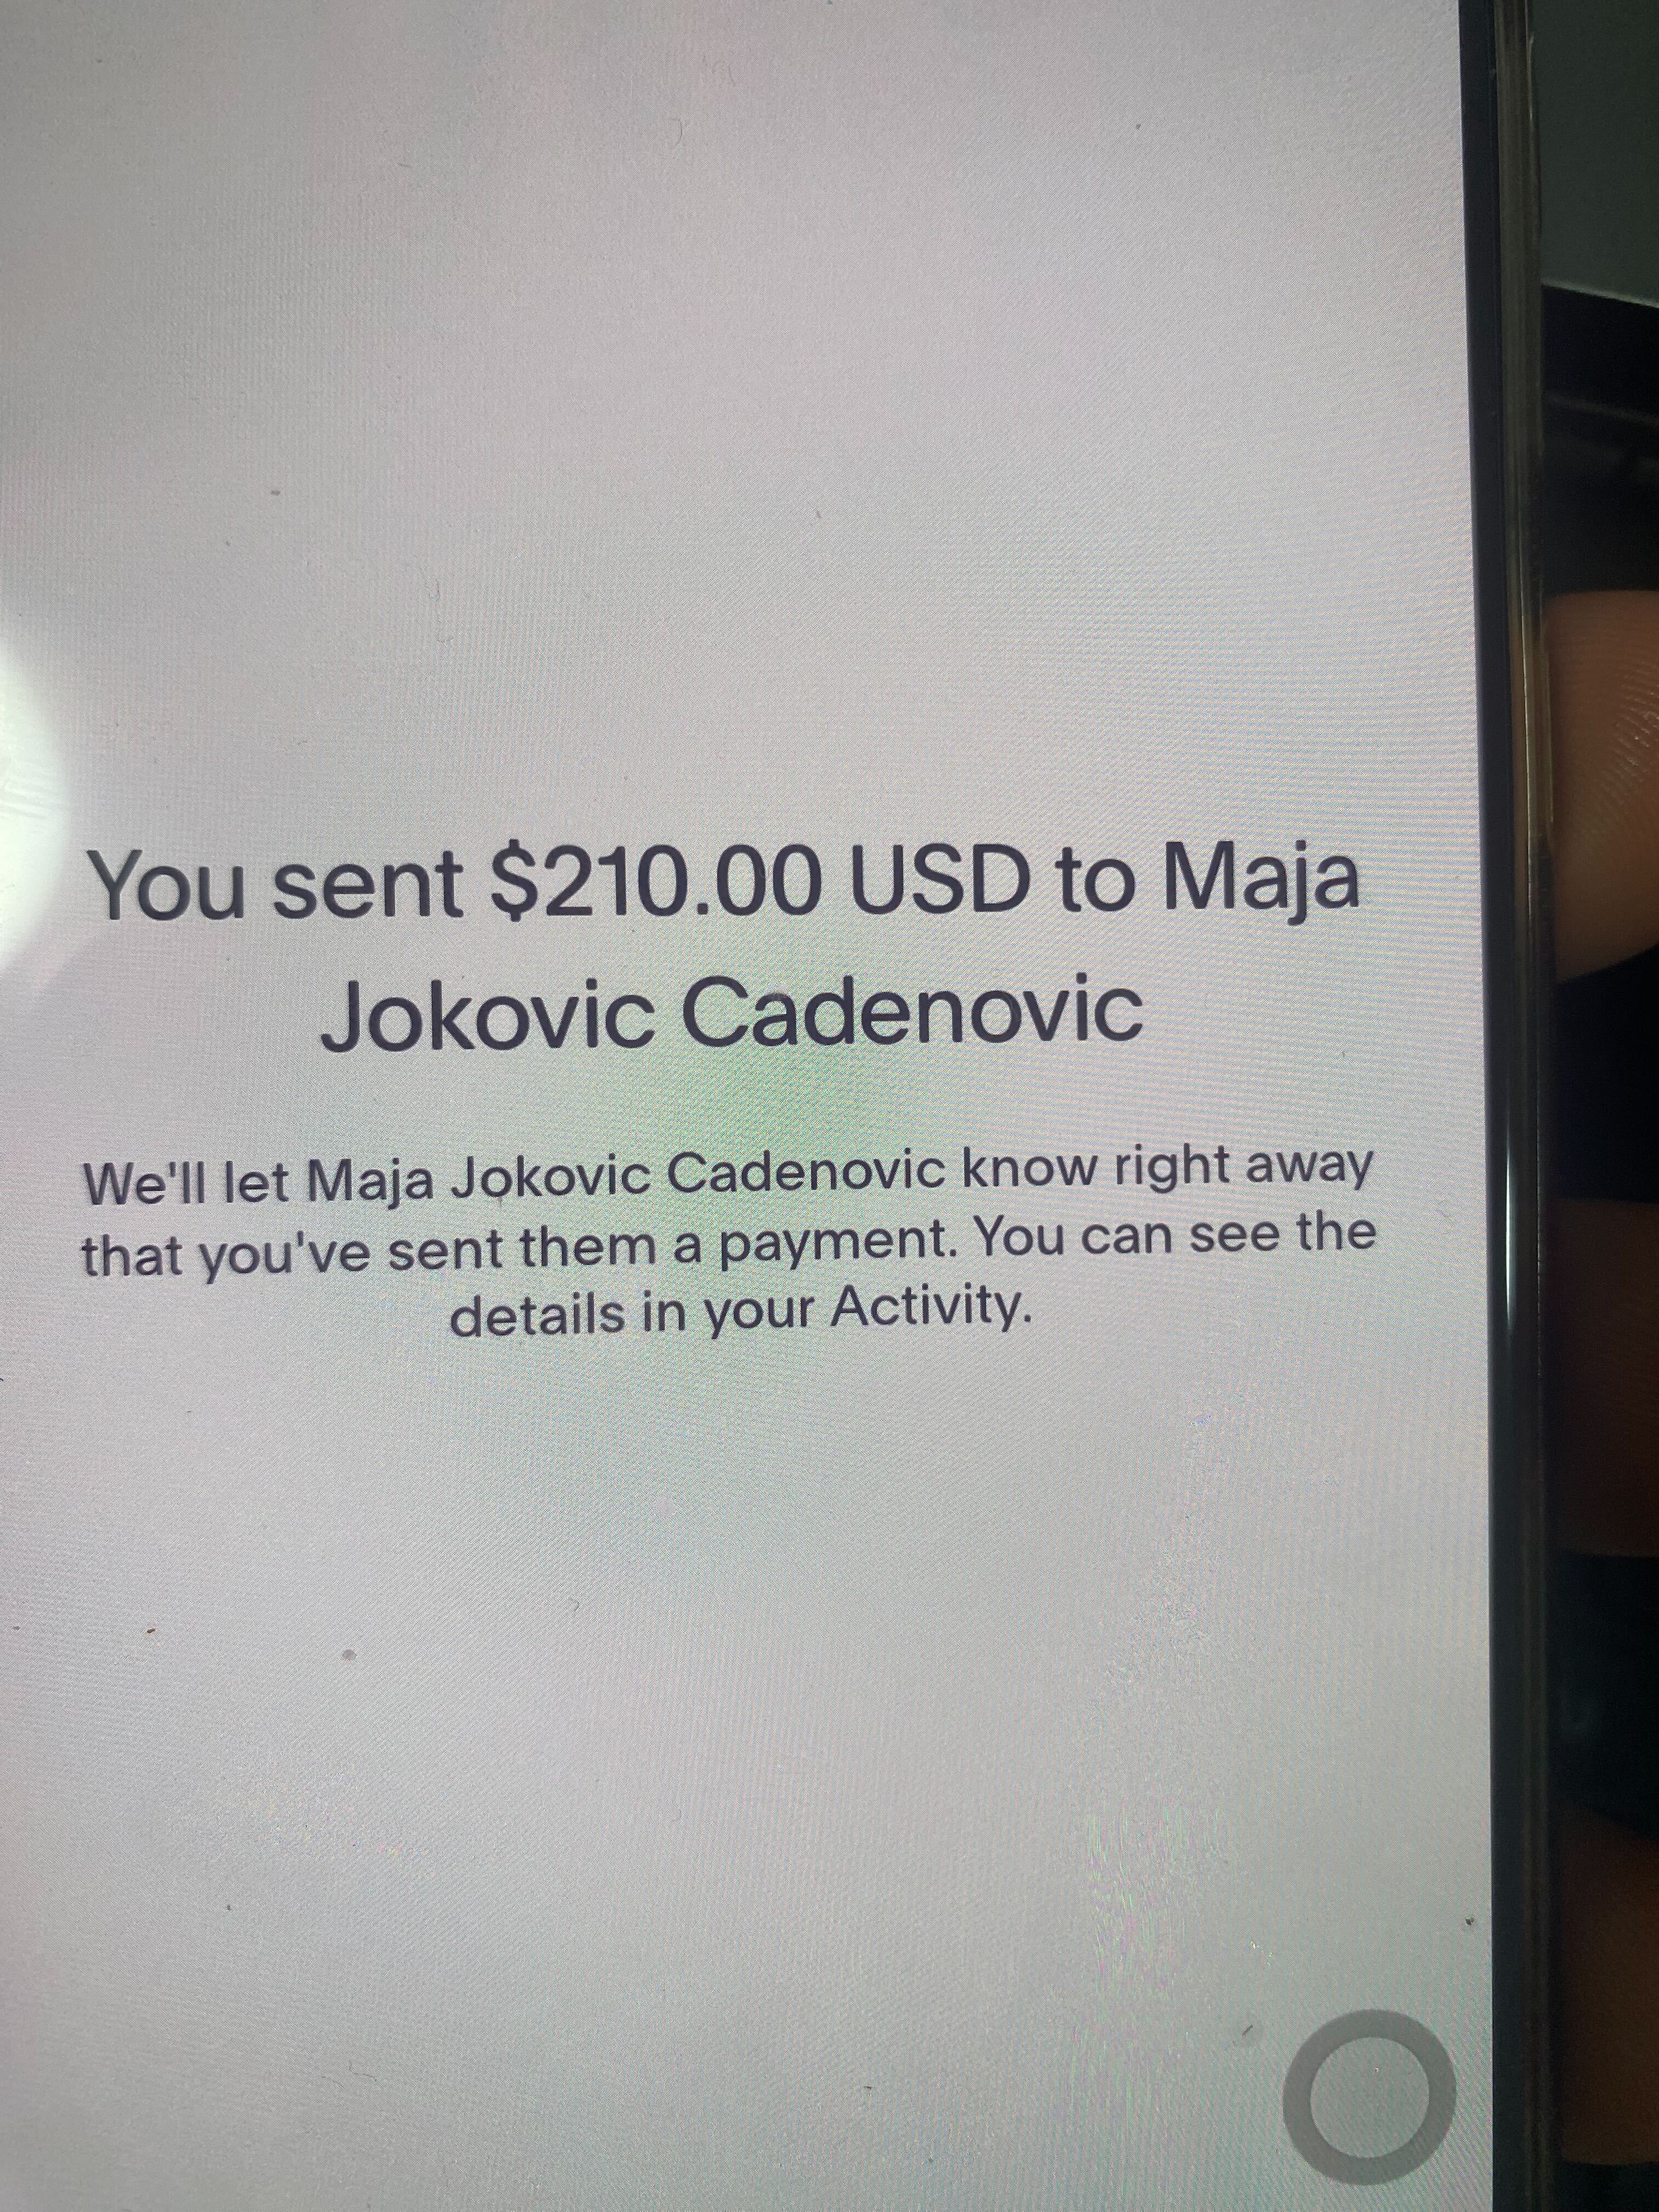 You sent $210.00 USD to Maja
Jokovic Cadenovic
We'll let Maja Jokovic Cadenovic know right away
that you've sent them a payment. You can see the
details in your Activity.